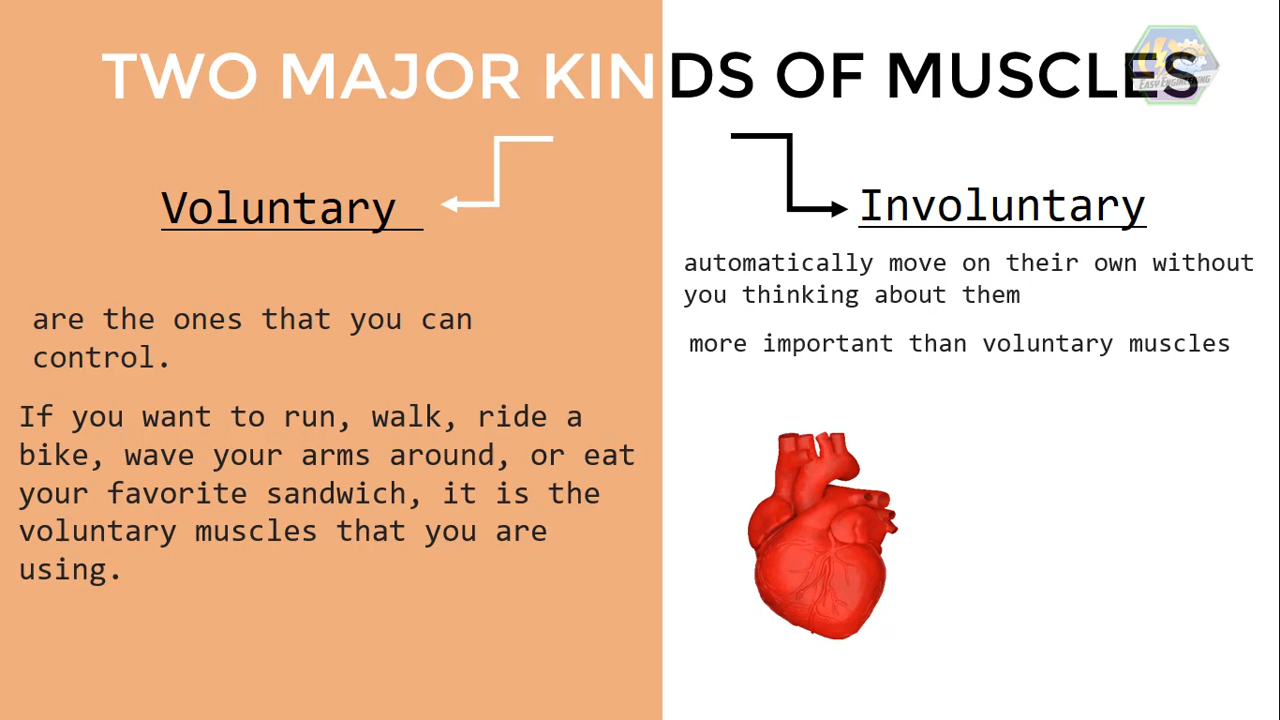 TWO MAJOR KINDS OF MUSCLES
EASY ENGINEERING
Voluntary
are the ones that you can
control.
If you want to run, walk, ride a
bike, wave your arms around, or eat
your favorite sandwich, it is the
voluntary muscles that you are
using.
Involuntary
automatically move on their own without
you thinking about them
more important than voluntary muscles